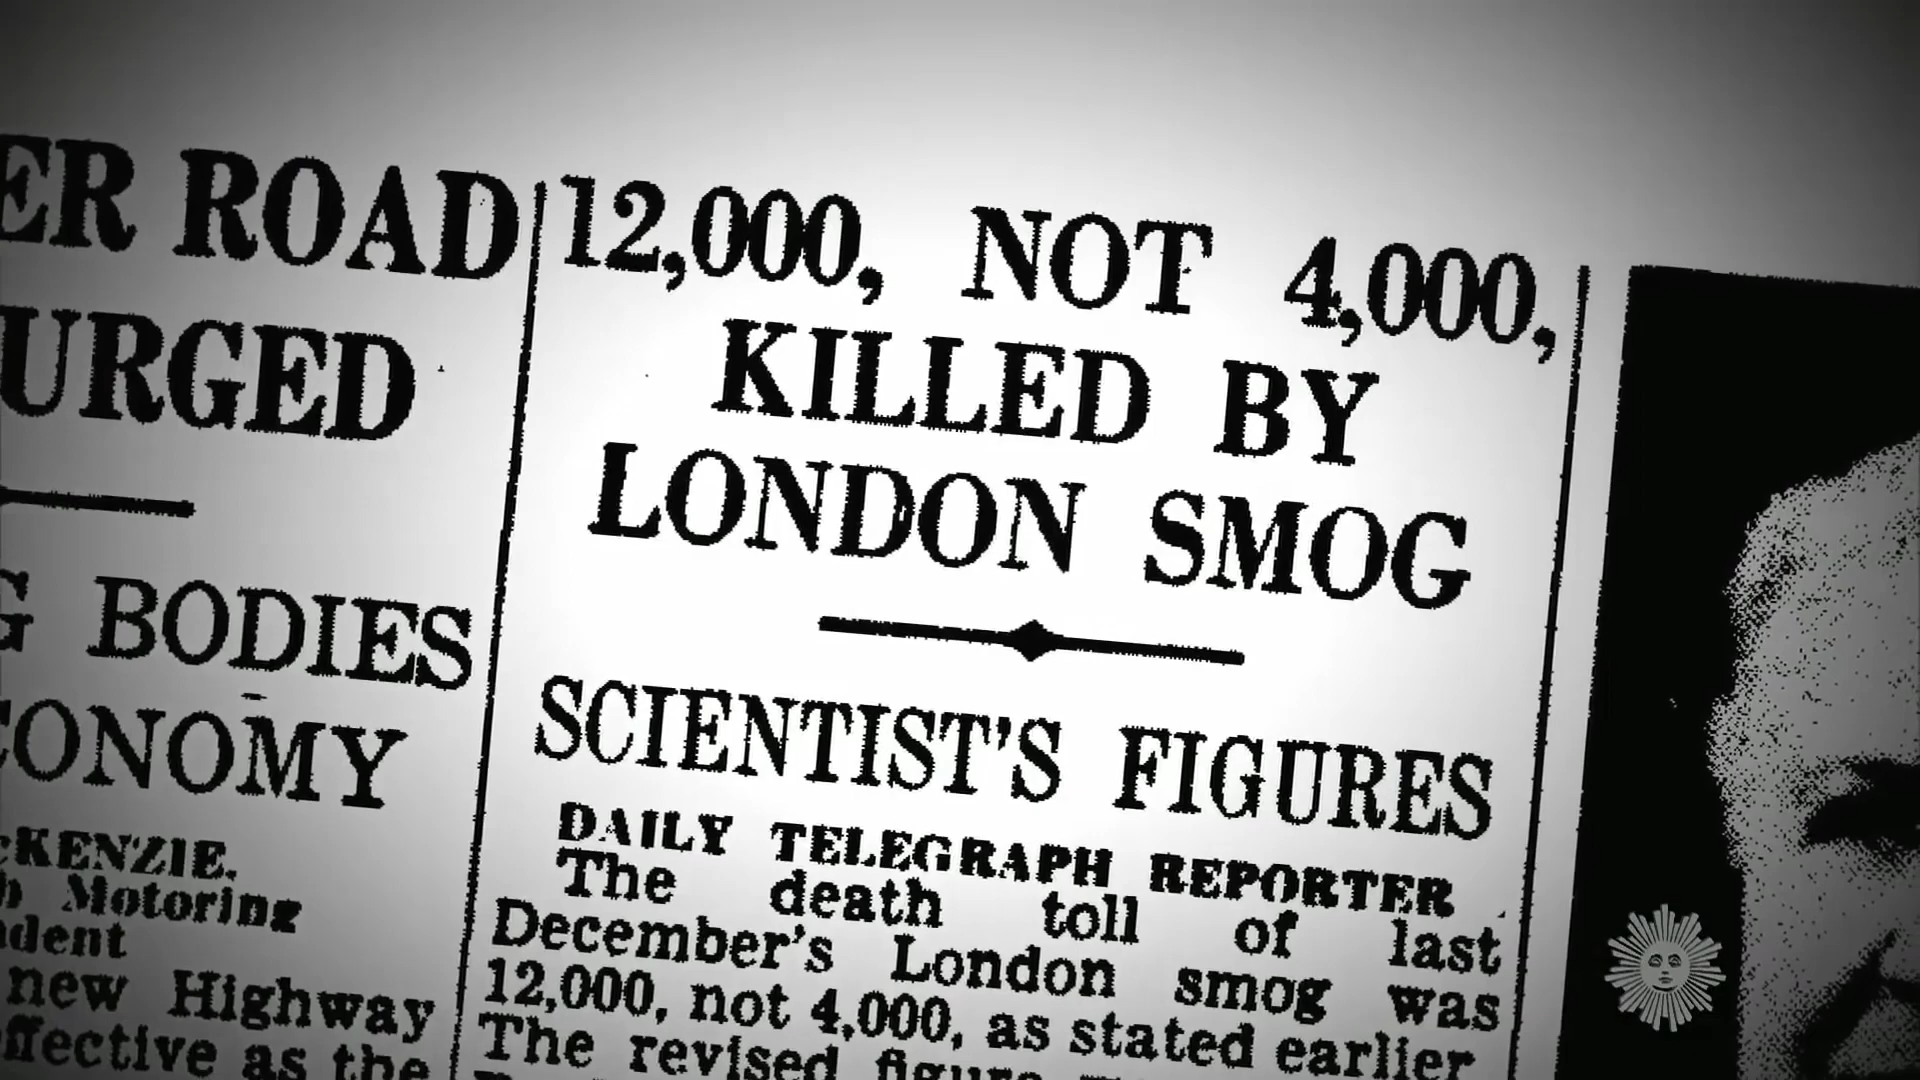 ER ROAD
URGED
G BODIES
CONOMY
cKENZIE,
Motoring
dent
new Highway
ffective as the
12,000, NOT 4,000,
KILLED BY
LONDON SMOG
SCIENTIST'S FIGURES
DAILY TELEGRAPH REPORTER
The death toll of last
December's London smog was
12,000, not 4,000, as stated earlier
The revised figure